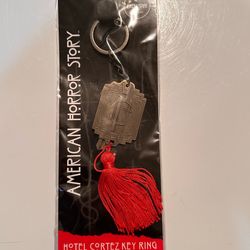 AMERICAN HORROR STORY
HOTEL CORTEZ KEY RING